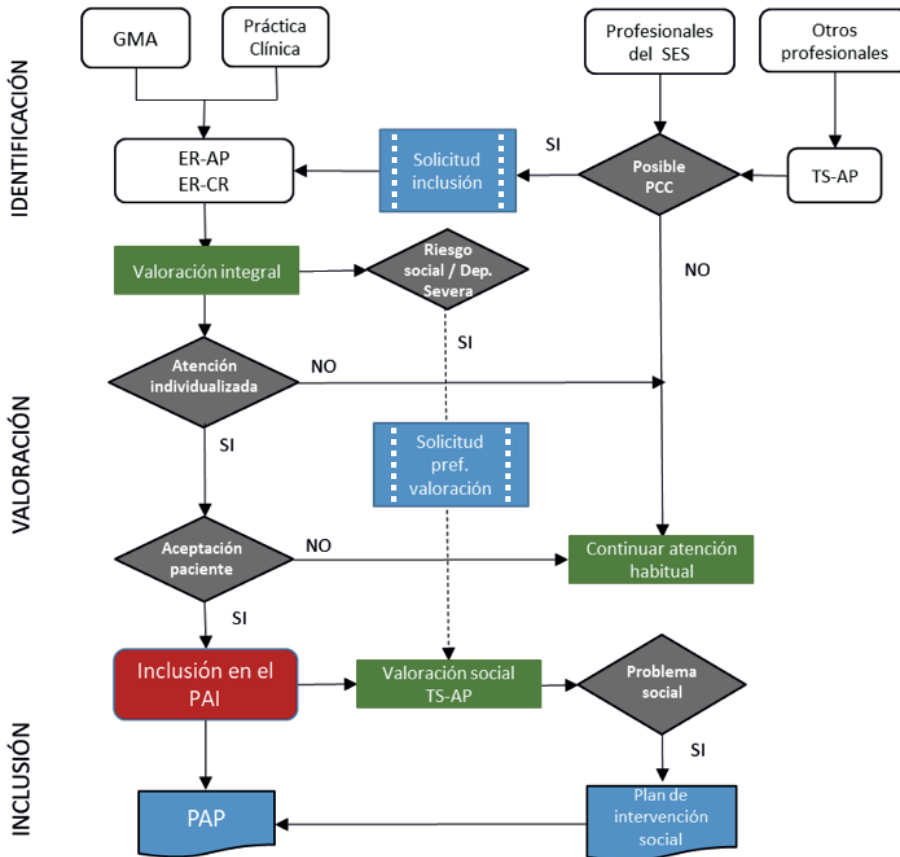 IDENTIFICACIÓN
GMA
Práctica
Clínica
Profesionales
del SES
Otros
profesionales
ER-AP
ER-CR
Solicitud
inclusión
SI
Posible
PCC
TS-AP
NO
Valoración integral
Riesgo
social / Dep.
Severa
SI
VALORACIÓN
Atención
individualizada
NO
SI
Solicitud
pref.
valoración
Aceptación
paciente
NO
Continuar atención
habitual
SI
INCLUSIÓN
Inclusión en el
PAI
Valoración social
TS-AP
Problema
social
SI
PAP
Plan de
intervención
social